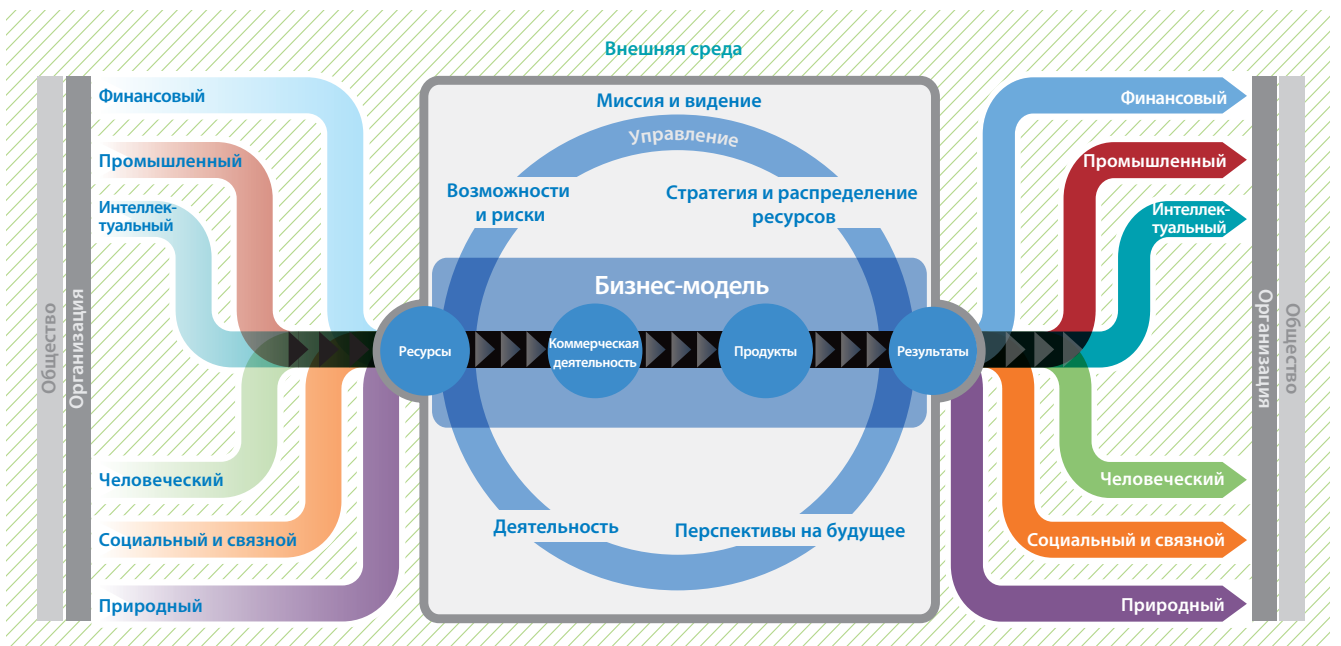 Внешняя среда
Общество
Организация
Финансовый
Промышленный
Интеллек-
туальный
Человеческий
Социальный и связной
Природный
Миссия и видение
Управление
Возможности
и риски
Стратегия и распределение
ресурсов
Бизнес-модель
Ресурсы
Коммерческая
деятельность
Продукты
Результаты
Деятельность
Перспективы на будущее
Финансовый
Промышленный
Интеллек-
туальный
Человеческий
Социальный и связной
Природный
Организация
Общество